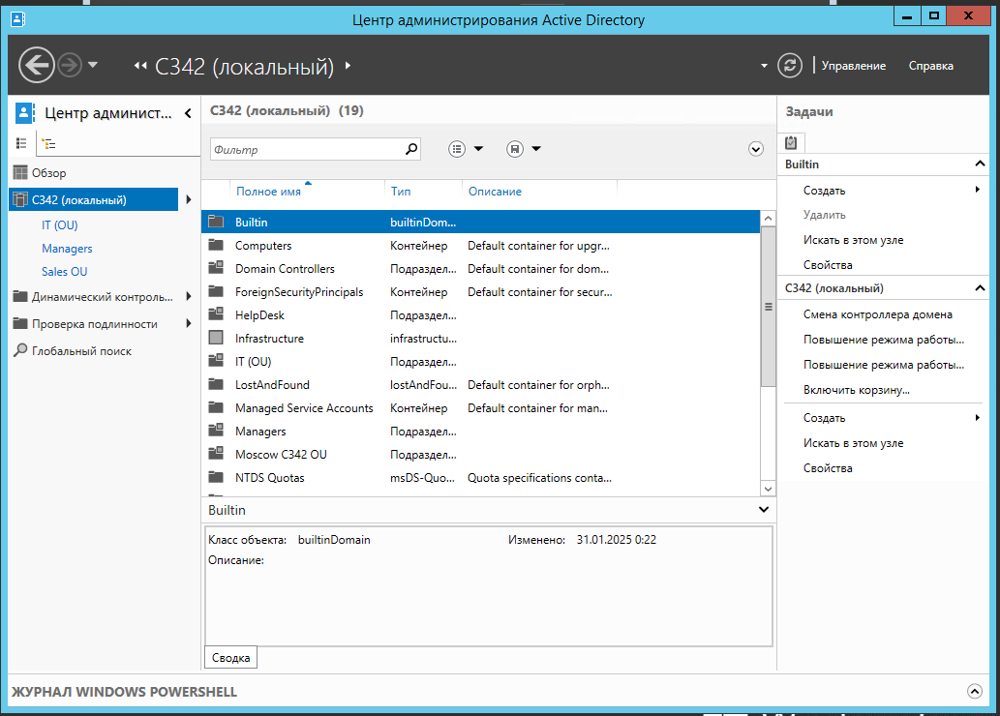 Центр администрирования Active Directory
C342 (локальный)
Управление
Справка
Центр админист...
Обзор
C342 (локальный)
IT (OU)
Managers
Sales OU
Динамический контроль...
Проверка подлинности
Глобальный поиск
C342 (локальный) (19)
Фильтр
Полное имя Тип Описание
Builtin builtinDom...
Computers Контейнер Default container for upgr...
Domain Controllers Подраздел... Default container for dom...
ForeignSecurityPrincipals Контейнер Default container for secur...
HelpDesk Подраздел...
Infrastructure infrastructu...
IT (OU) Подраздел...
LostAndFound lostAndFou... Default container for orph...
Managed Service Accounts Контейнер Default container for man...
Managers Подраздел...
Moscow C342 OU Подраздел...
NTDS Quotas msDS-Quo... Quota specifications conta...
Builtin
Класс объекта: builtinDomain Изменено: 31.01.2025 0:22
Описание:
Сводка
Задачи
Builtin
Создать
Удалить
Искать в этом узле
Свойства
C342 (локальный)
Смена контроллера домена
Повышение режима работы...
Повышение режима работы...
Включить корзину...
Создать
Искать в этом узле
Свойства
ЖУРНАЛ WINDOWS POWERSHELL